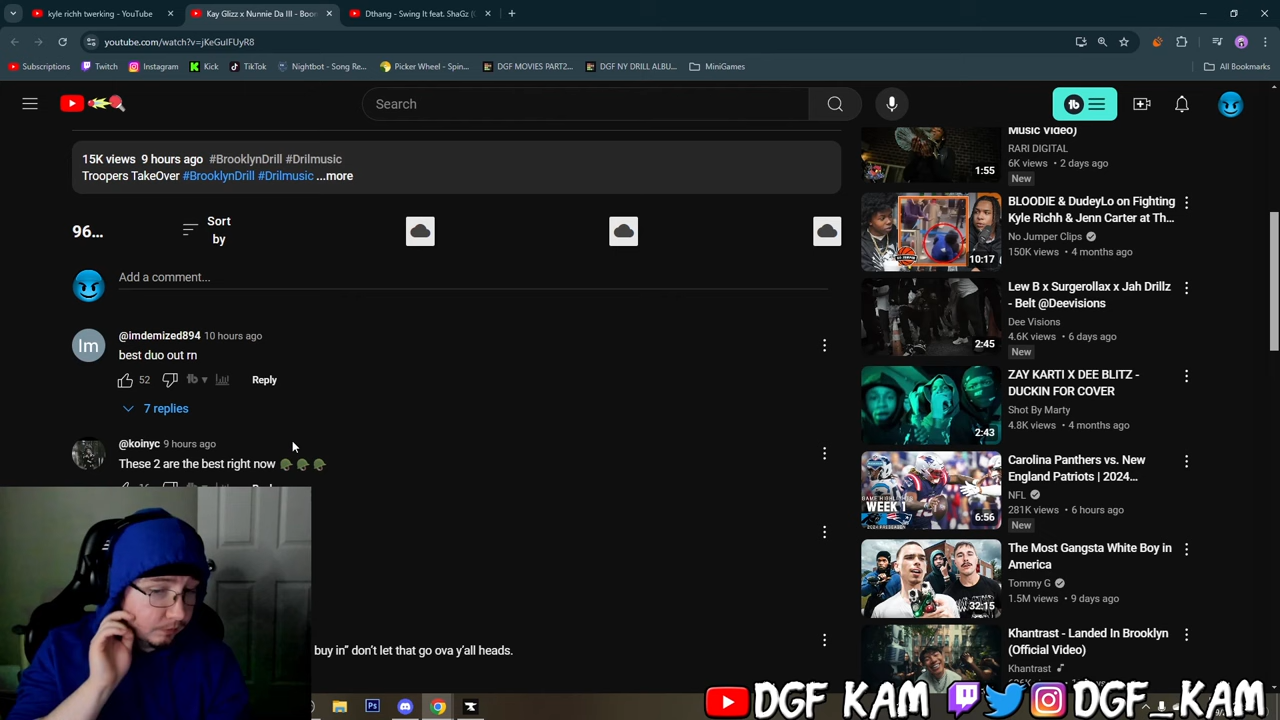 kyle richh twerking - YouTube
Kay Glizz x Nunnie Da Ill - Boo
Dthang - Swing It feat. ShaGz (
youtube.com/watch?v=jKeGuIFUyR8
Subscriptions
Twitch
Instagram
Kick
TikTok
Nightbot - Song Re...
Picker Wheel - Spin...
DGF MOVIES PART2...
DGF NY DRILL ALBU...
MiniGames
All Bookmarks
Search
15K views 9 hours ago #BrooklynDrill #Drilmusic
Troopers TakeOver #BrooklynDrill #Drilmusic ...more
96...
Sort by
Add a comment...
@imdemized894 10 hours ago
Im
best duo out rn
52
Reply
7 replies
@koinyc 9 hours ago
These 2 are the best right now
buy in” don’t let that go ova y’all heads.
Music Video)
RARI DIGITAL
6K views • 2 days ago
New
1:55
BLOODIE & DudeyLo on Fighting
Kyle Richh & Jenn Carter at Th...
No Jumper Clips
150K views • 4 months ago
10:17
Lew B x Surgerollax x Jah Drillz
- Belt @Deevisions
Dee Visions
4.6K views • 6 days ago
New
2:45
ZAY KARTI X DEE BLITZ -
DUCKIN FOR COVER
Shot By Marty
4.8K views • 4 months ago
2:43
Carolina Panthers vs. New
England Patriots | 2024...
NFL
281K views • 6 hours ago
New
WEEK 1
6:56
The Most Gangsta White Boy in
America
Tommy G
1.5M views • 9 days ago
32:15
Khantrast - Landed In Brooklyn
(Official Video)
Khantrast
DGF KAM
DGF_KAM